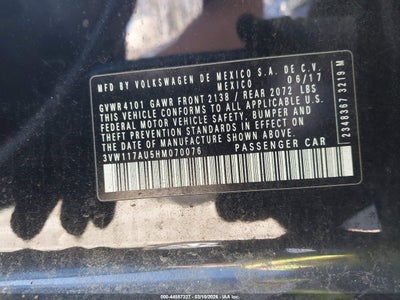 MFD BY VOLKSWAGEN DE MEXICO S.A. DE C.V.
MEXICO 06/17
GVWR 4101 GAWR FRONT 2138 / REAR 2072 LBS
THIS VEHICLE CONFORMS TO ALL APPLICABLE
FEDERAL MOTOR VEHICLE SAFETY, BUMPER AND
THEFT PREVENTION STANDARDS IN EFFECT ON
THE DATE OF MANUFACTURE SHOWN ABOVE
3VW117AU5HM070076 PASSENGER CAR
2348367 3219 M
000-44587327 - 03/10/2026 - © IAA, Inc.